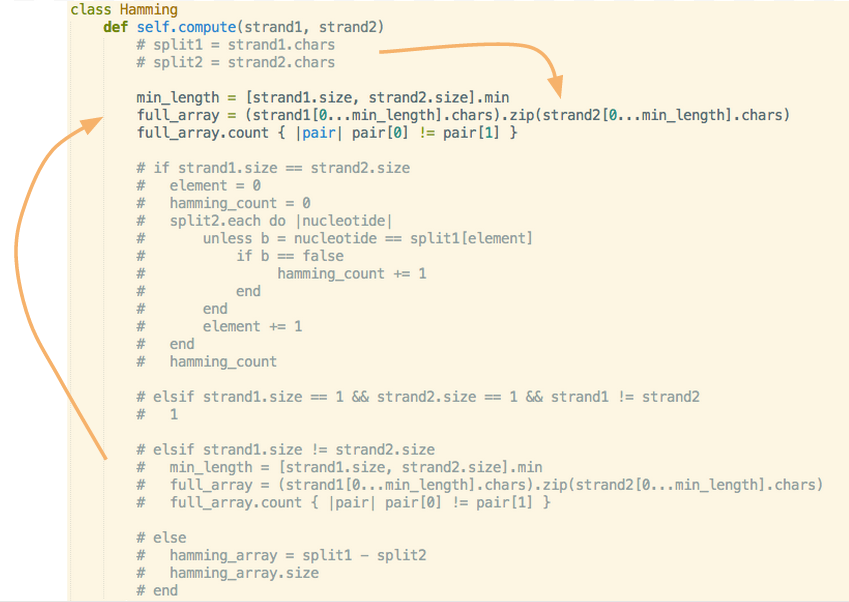 class Hamming
    def self.compute(strand1, strand2)
        # split1 = strand1.chars
        # split2 = strand2.chars

        min_length = [strand1.size, strand2.size].min
        full_array = (strand1[0...min_length].chars).zip(strand2[0...min_length].chars)
        full_array.count { |pair| pair[0] != pair[1] }

        # if strand1.size == strand2.size
        #   element = 0
        #   hamming_count = 0
        #   split2.each do |nucleotide|
        #       unless b = nucleotide == split1[element]
        #           if b == false
        #                hamming_count += 1
        #           end
        #       end
        #       element += 1
        #   end
        #   hamming_count

        # elsif strand1.size == 1 && strand2.size == 1 && strand1 != strand2
        #   1

        # elsif strand1.size != strand2.size
        #   min_length = [strand1.size, strand2.size].min
        #   full_array = (strand1[0...min_length].chars).zip(strand2[0...min_length].chars)
        #   full_array.count { |pair| pair[0] != pair[1] }

        # else
        #   hamming_array = split1 - split2
        #   hamming_array.size
        # end